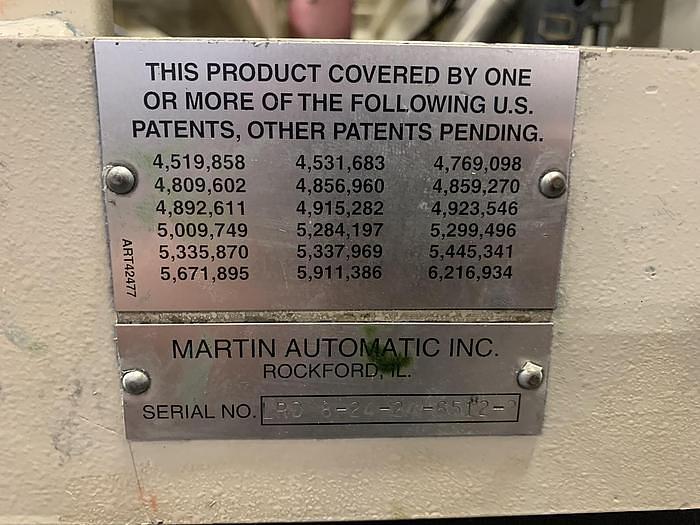 THIS PRODUCT COVERED BY ONE
OR MORE OF THE FOLLOWING U.S.
PATENTS, OTHER PATENTS PENDING.
4,519,858 4,531,683 4,769,098
4,809,602 4,856,960 4,859,270
4,892,611 4,915,282 4,923,546
5,009,749 5,284,197 5,299,496
5,335,870 5,337,969 5,445,341
5,671,895 5,911,386 6,216,934
ART42477
MARTIN AUTOMATIC INC.
ROCKFORD, IL.
SERIAL NO.